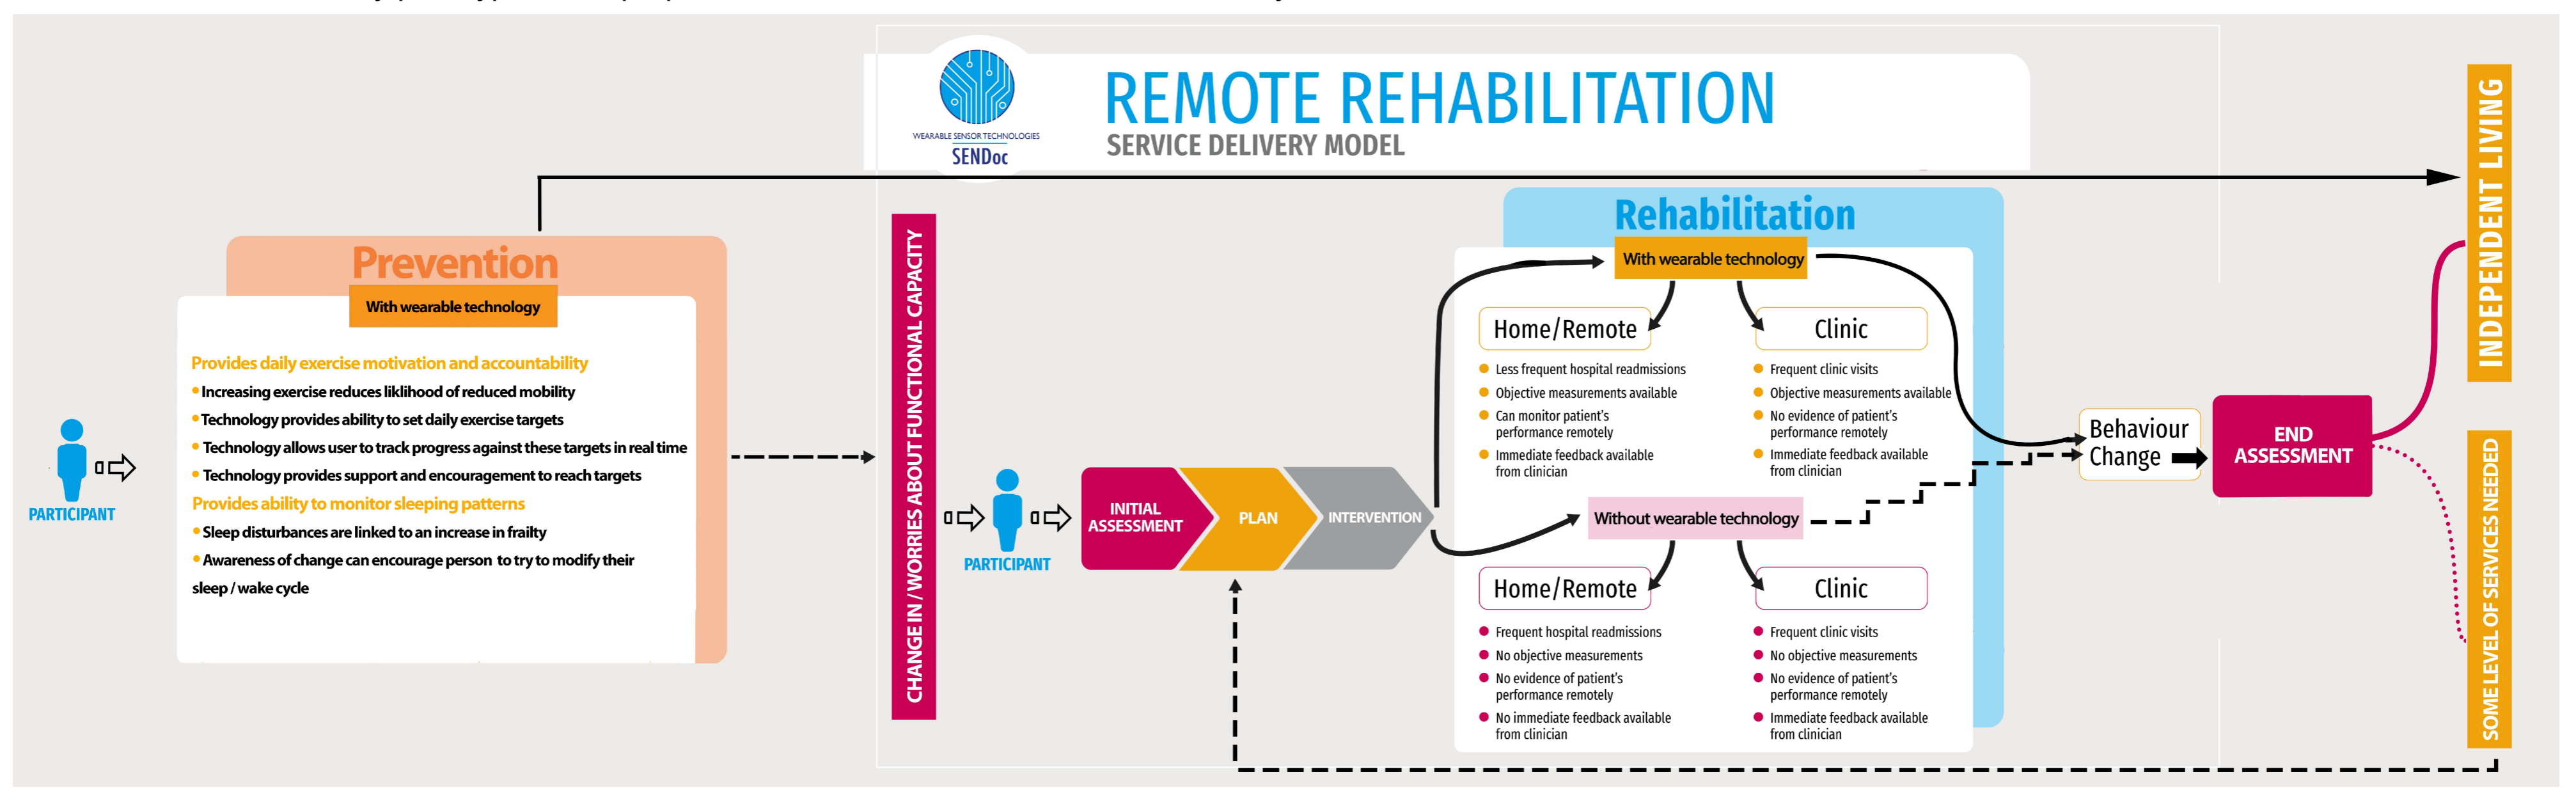 WEARABLE SENSOR TECHNOLOGIES
SENDoc
REMOTE REHABILITATION
SERVICE DELIVERY MODEL
PARTICIPANT
Prevention
With wearable technology
Provides daily exercise motivation and accountability
Increasing exercise reduces liklihood of reduced mobility
Technology provides ability to set daily exercise targets
Technology allows user to track progress against these targets in real time
Technology provides support and encouragement to reach targets
Provides ability to monitor sleeping patterns
Sleep disturbances are linked to an increase in frailty
Awareness of change can encourage person to try to modify their
sleep / wake cycle
CHANGE IN / WORRIES ABOUT FUNCTIONAL CAPACITY
PARTICIPANT
INITIAL
ASSESSMENT
PLAN
INTERVENTION
Rehabilitation
With wearable technology
Home/Remote
Less frequent hospital readmissions
Objective measurements available
Can monitor patient's
performance remotely
Immediate feedback available
from clinician
Clinic
Frequent clinic visits
Objective measurements available
No evidence of patient's
performance remotely
Immediate feedback available
from clinician
Without wearable technology
Home/Remote
Frequent hospital readmissions
No objective measurements
No evidence of patient's
performance remotely
No immediate feedback available
from clinician
Clinic
Frequent clinic visits
No objective measurements
No evidence of patient's
performance remotely
Immediate feedback available
from clinician
Behaviour
Change
END
ASSESSMENT
INDEPENDENT LIVING
SOME LEVEL OF SERVICES NEEDED